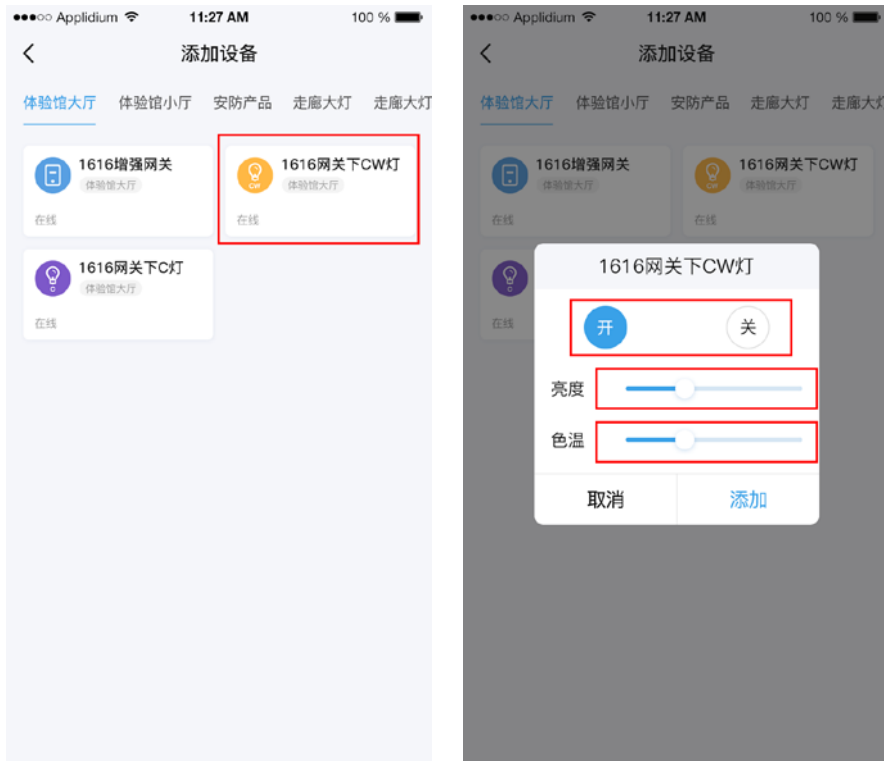 ●●●○○ Applidium 11:27 AM 100 %
添加设备
体验馆大厅 体验馆小厅 安防产品 走廊大灯 走廊大灯
1616增强网关
体验馆大厅
在线
1616网关下CW灯
体验馆大厅
CW
在线
1616网关下C灯
体验馆大厅
C
在线
●●●○○ Applidium 11:27 AM 100 %
添加设备
体验馆大厅 体验馆小厅 安防产品 走廊大灯 走廊大灯
1616增强网关
体验馆大厅
在线
1616网关下CW灯
体验馆大厅
CW
在线
C
在线
1616网关下CW灯
开 关
亮度
色温
取消 添加